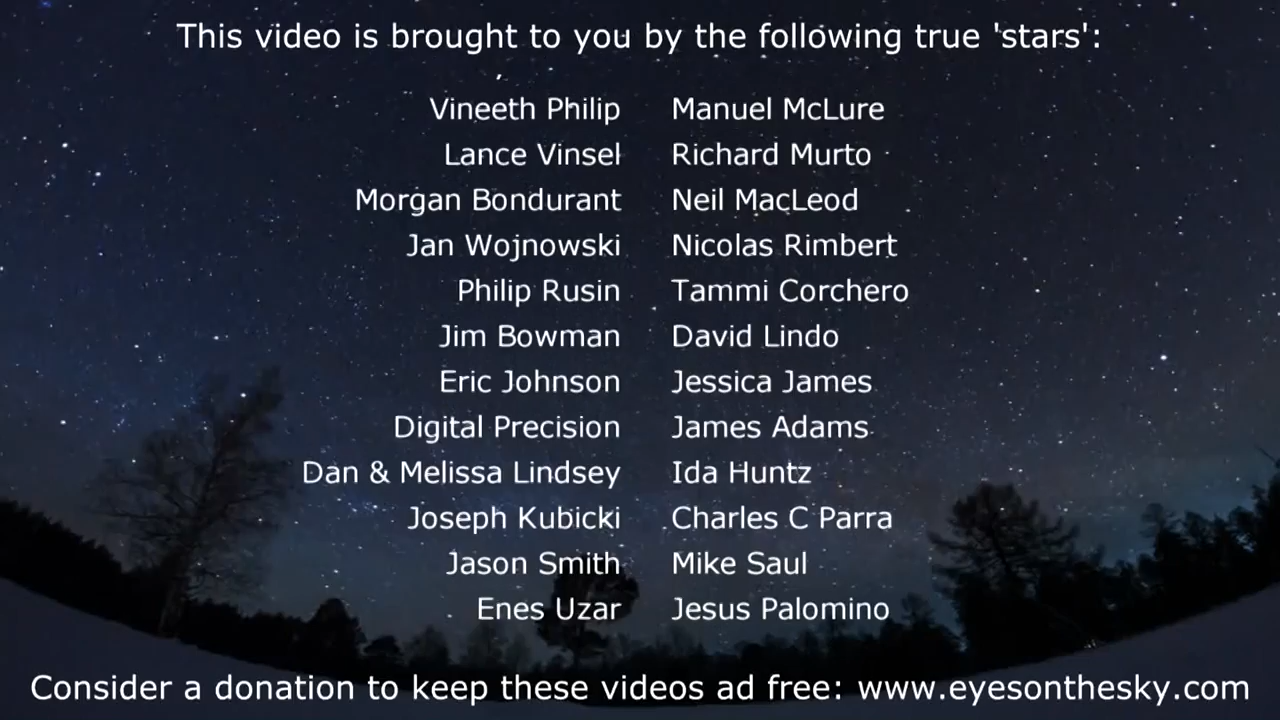 This video is brought to you by the following true 'stars':
Vineeth Philip Manuel McLure
Lance Vinsel Richard Murto
Morgan Bondurant Neil MacLeod
Jan Wojnowski Nicolas Rimbert
Philip Rusin Tammi Corchero
Jim Bowman David Lindo
Eric Johnson Jessica James
Digital Precision James Adams
Dan & Melissa Lindsey Ida Huntz
Joseph Kubicki Charles C Parra
Jason Smith Mike Saul
Enes Uzar Jesus Palomino
Consider a donation to keep these videos ad free: www.eyesonthesky.com